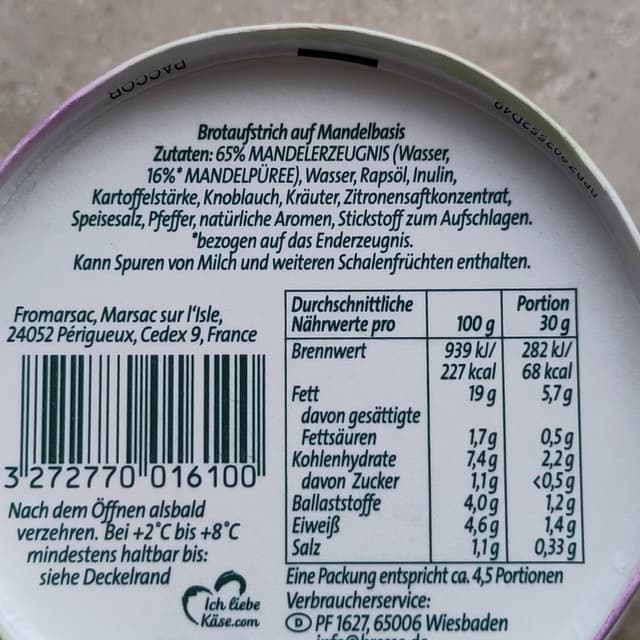 Brotaufstrich auf Mandelbasis
Zutaten: 65% MANDELERZEUGNIS (Wasser,
16%* MANDELPÜREE), Wasser, Rapsöl, Inulin,
Kartoffelstärke, Knoblauch, Kräuter, Zitronensaftkonzentrat,
Speisesalz, Pfeffer, natürliche Aromen, Stickstoff zum Aufschlagen.
*bezogen auf das Enderzeugnis.
Kann Spuren von Milch und weiteren Schalenfrüchten enthalten.
Fromarsac, Marsac sur l'Isle,
24052 Périgueux, Cedex 9, France
3 272770 016100
Nach dem Öffnen alsbald
verzehren. Bei +2°C bis +8°C
mindestens haltbar bis:
siehe Deckelrand
Ich liebe
Käse.com
Durchschnittliche Portion
Nährwerte pro 100 g 30 g
Brennwert 939 kJ/ 282 kJ/
227 kcal 68 kcal
Fett 19 g 5,7 g
davon gesättigte
Fettsäuren 1,7 g 0,5 g
Kohlenhydrate 7,4 g 2,2 g
davon Zucker 1,1 g <0,5 g
Ballaststoffe 4,0 g 1,2 g
Eiweiß 4,6 g 1,4 g
Salz 1,1 g 0,33 g
Eine Packung entspricht ca. 4,5 Portionen
Verbraucherservice:
D PF 1627, 65006 Wiesbaden